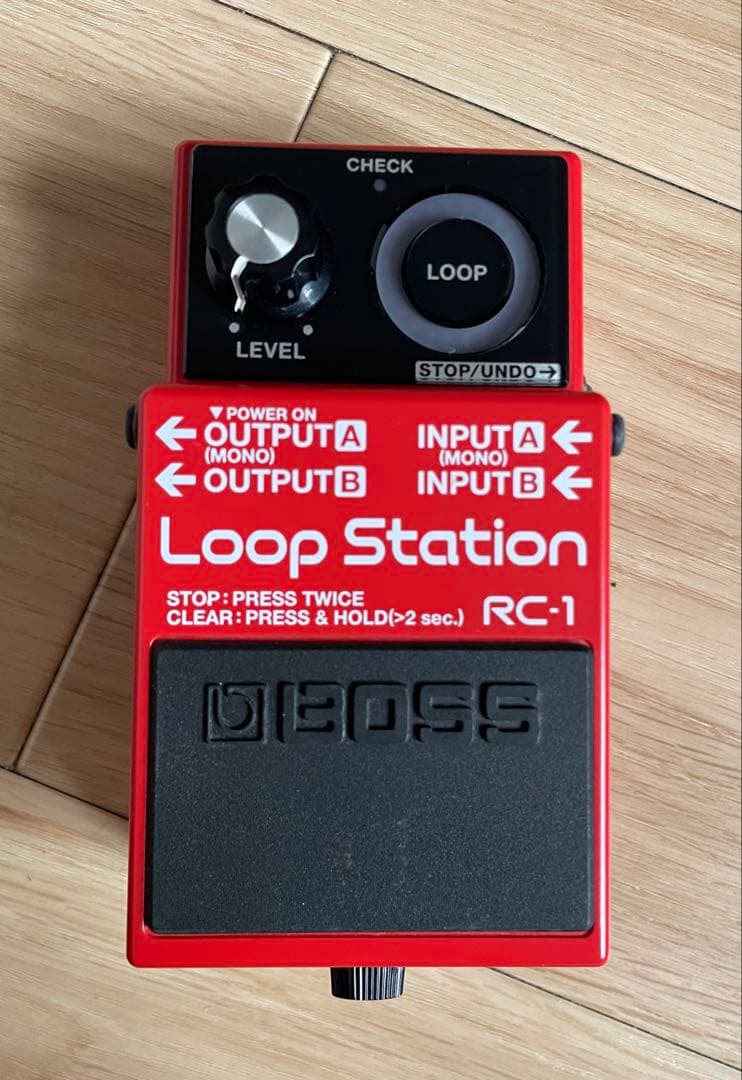 CHECK
LOOP
LEVEL
STOP/UNDO→
▼POWER ON
←OUTPUT A
(MONO)
←OUTPUT B
INPUT A←
(MONO)
INPUT B←
Loop Station
STOP:PRESS TWICE
CLEAR:PRESS & HOLD(>2 sec.)
RC-1
BOSS